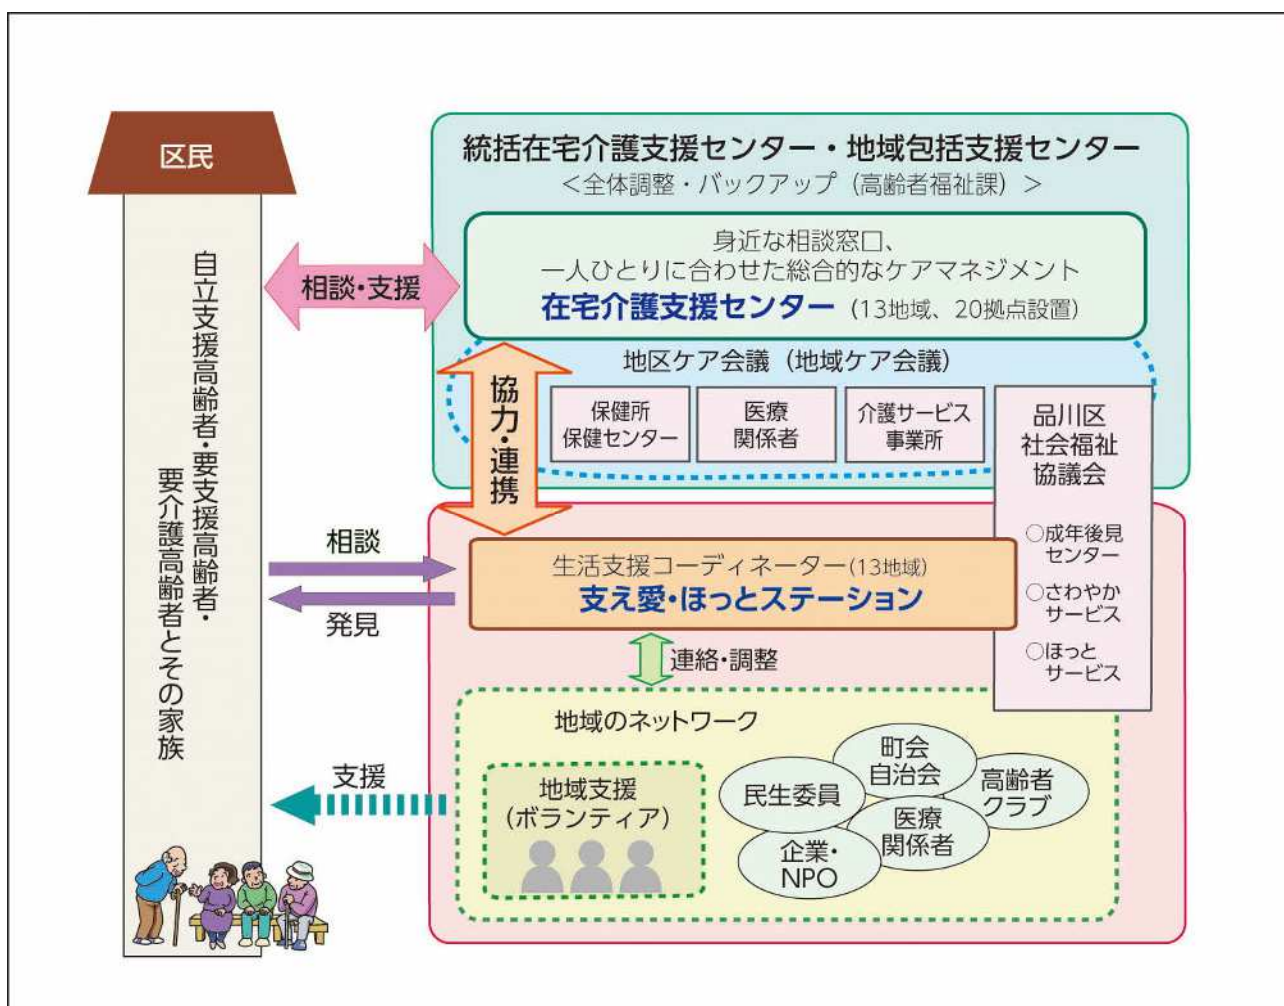 区民
自立支援高齢者・要支援高齢者・
要介護高齢者とその家族
統括在宅介護支援センター・地域包括支援センター
＜全体調整・バックアップ（高齢者福祉課）＞
身近な相談窓口、
一人ひとりに合わせた総合的なケアマネジメント
在宅介護支援センター（13地域、20拠点設置）
相談・支援
地区ケア会議（地域ケア会議）
協力・連携
保健所
保健センター
医療
関係者
介護サービス
事業所
品川区
社会福祉
協議会
○成年後見
センター
○さわやか
サービス
○ほっと
サービス
相談
発見
生活支援コーディネーター(13地域)
支え愛・ほっとステーション
連絡・調整
地域のネットワーク
支援
地域支援
(ボランティア)
民生委員
町会
自治会
高齢者
クラブ
医療
関係者
企業・
NPO